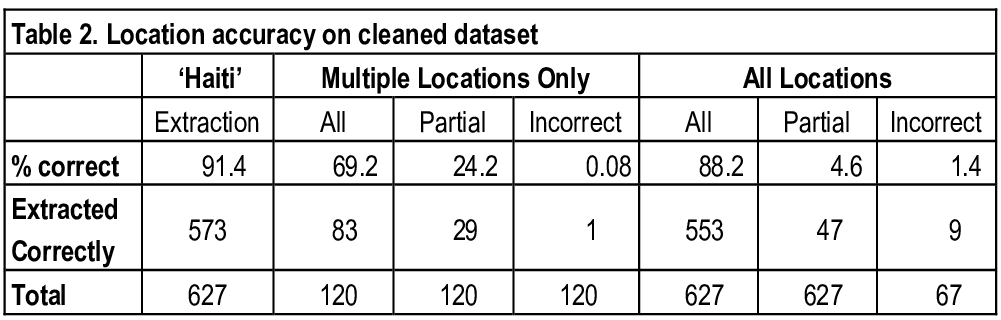 Table 2. Location accuracy on cleaned dataset
‘Haiti’ Multiple Locations Only All Locations
Extraction All Partial Incorrect All Partial Incorrect
% correct 91.4 69.2 24.2 0.08 88.2 4.6 1.4
Extracted
Correctly 573 83 29 1 553 47 9
Total 627 120 120 120 627 627 67